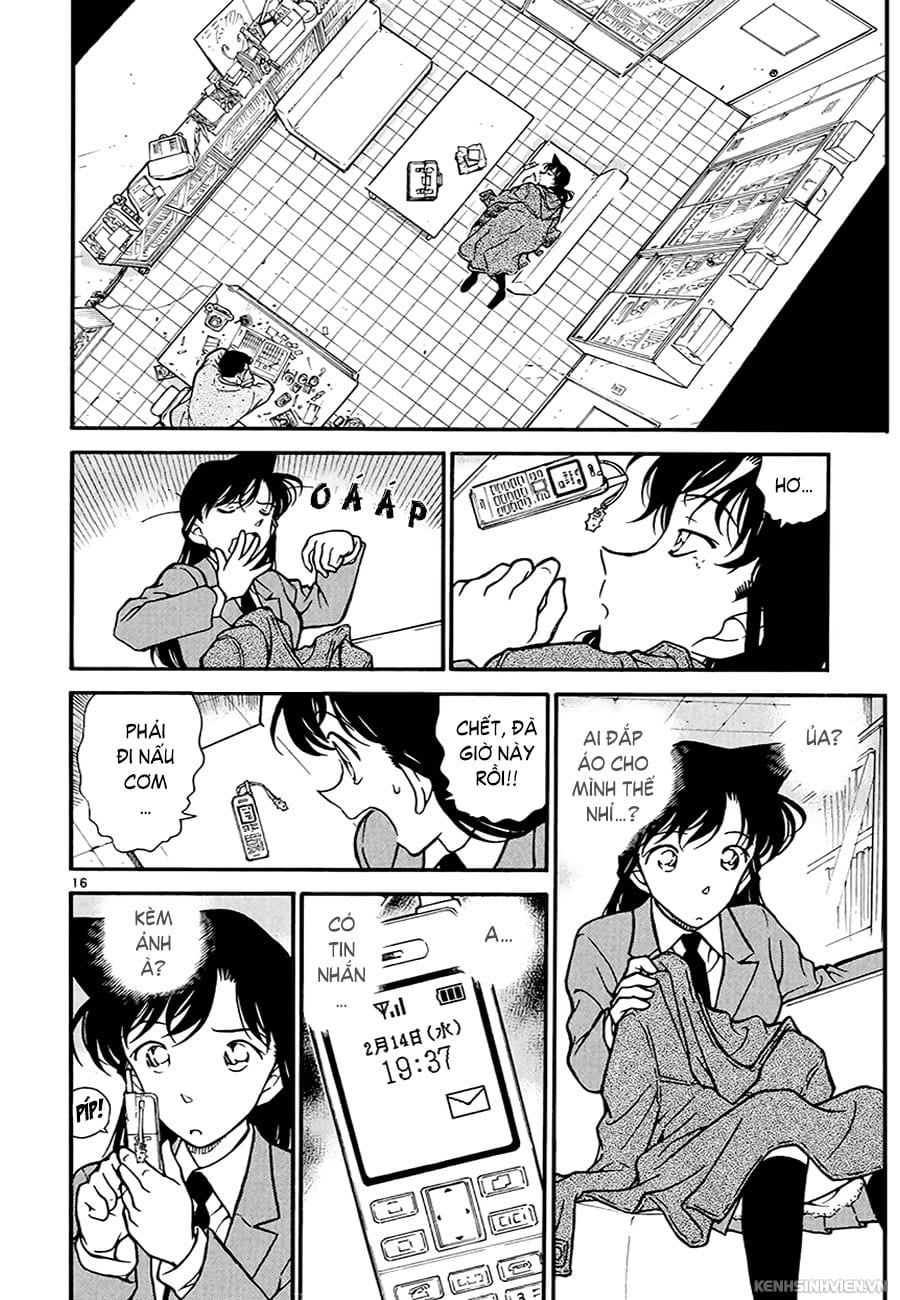 HƠ...
OÁÁP
ỦA?
AI ĐẮP
ÁO CHO
MÌNH THẾ
NHỈ...?
CHẾT, ĐÃ
GIỜ NÀY
RỒI!!
PHẢI
ĐI NẤU
CƠM
...
16
A...
CÓ
TIN
NHẮN
...
2月14日(水)
19:37
KÈM
ẢNH
À?
PÍP!
KENHSINHVIEN.VN